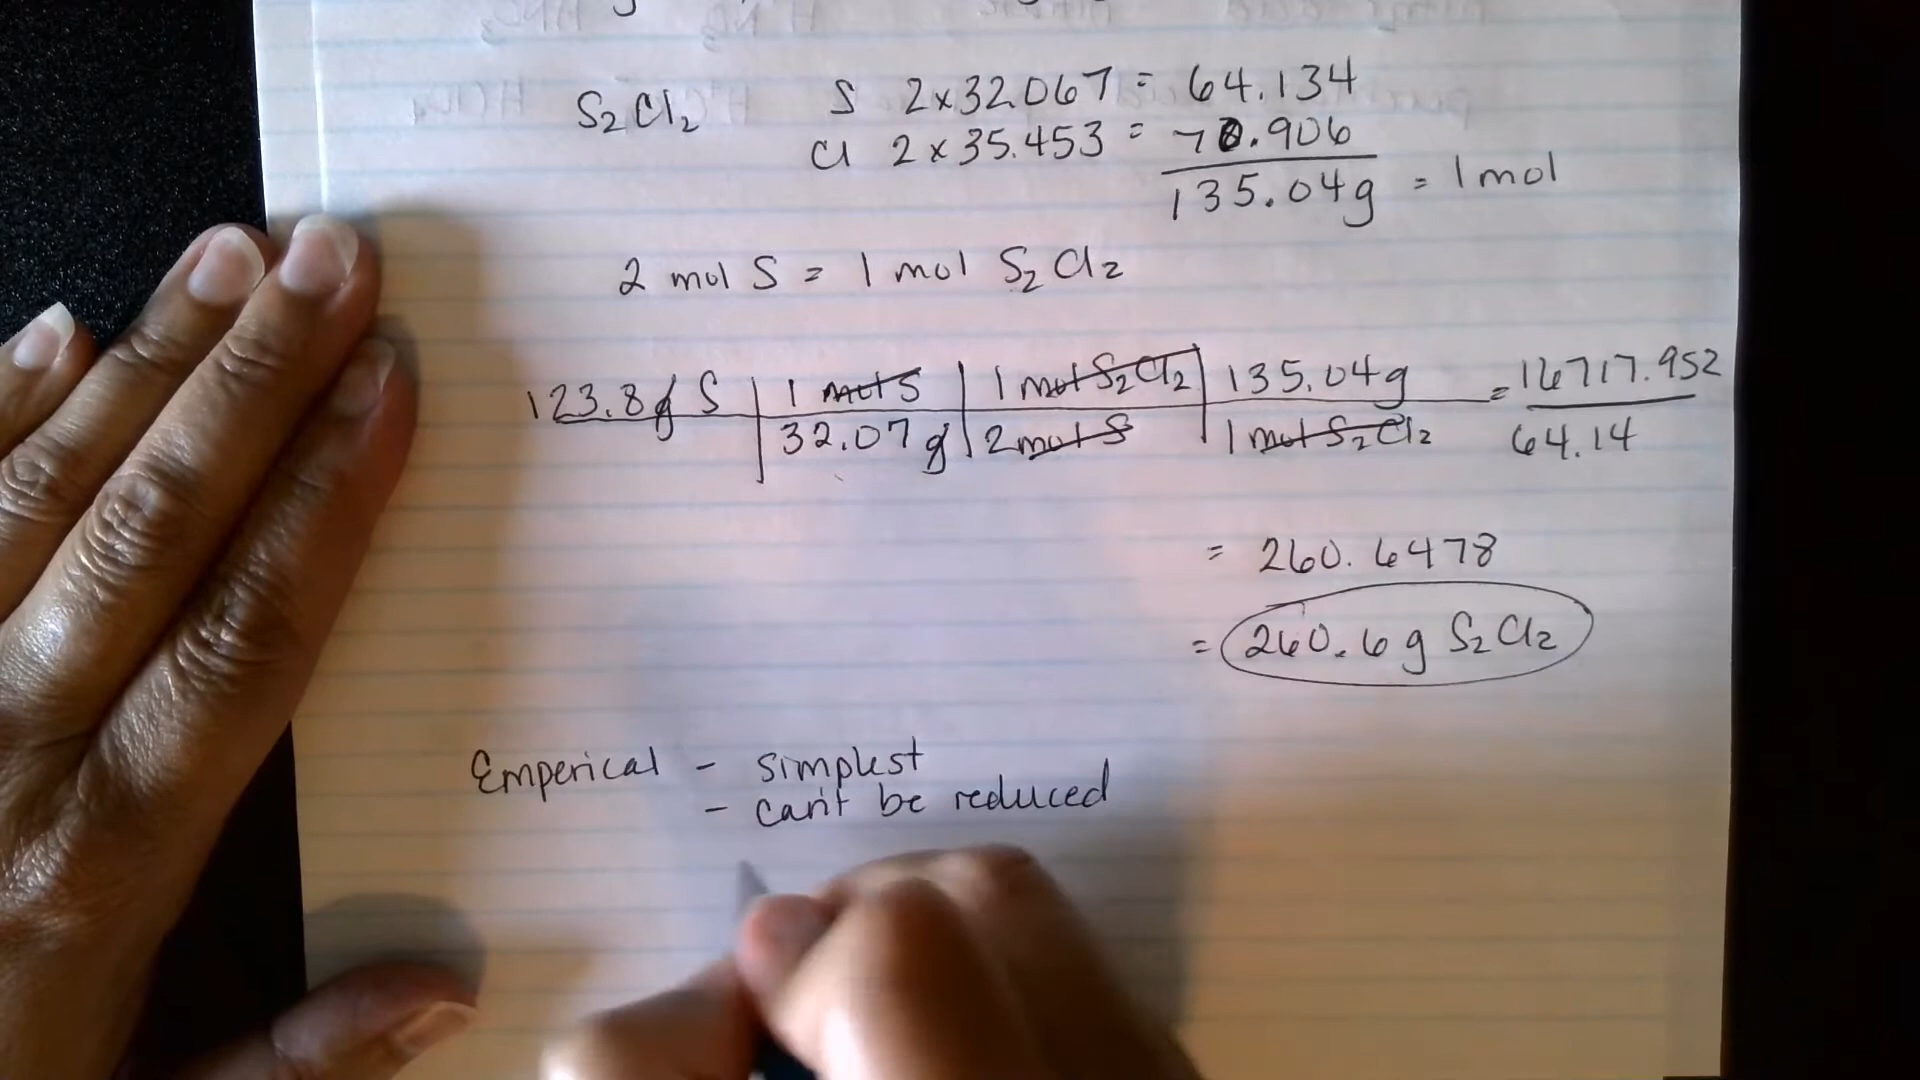 S₂Cl₂ S 2x32.067 = 64.134
Cl 2x35.453 = 70.906
135.04g = 1 mol
2 mol S = 1 mol S₂Cl₂
123.8g S | 1 mol S | 1 mol S₂Cl₂ | 135.04g = 16717.952
32.07g | 2 mol S | 1 mol S₂Cl₂ 64.14
= 260.6478
= 260.6g S₂Cl₂
Emperical - simplest
- can't be reduced